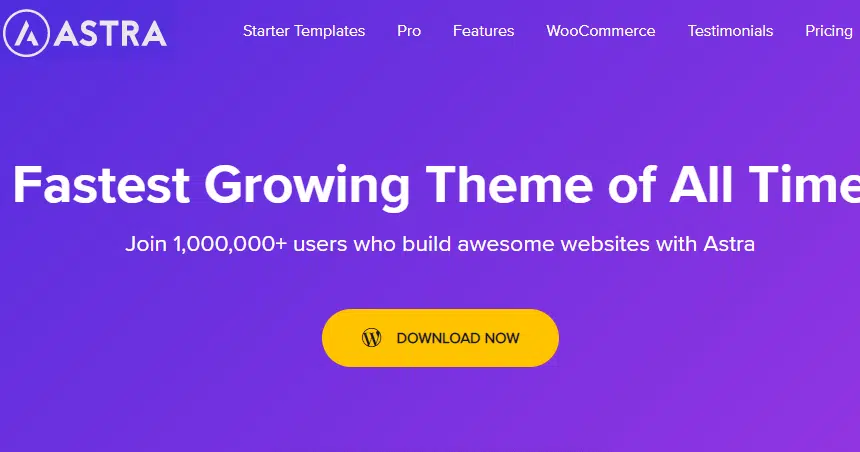 ASTRA
Starter Templates Pro Features WooCommerce Testimonials Pricing
Fastest Growing Theme of All Time
Join 1,000,000+ users who build awesome websites with Astra
DOWNLOAD NOW